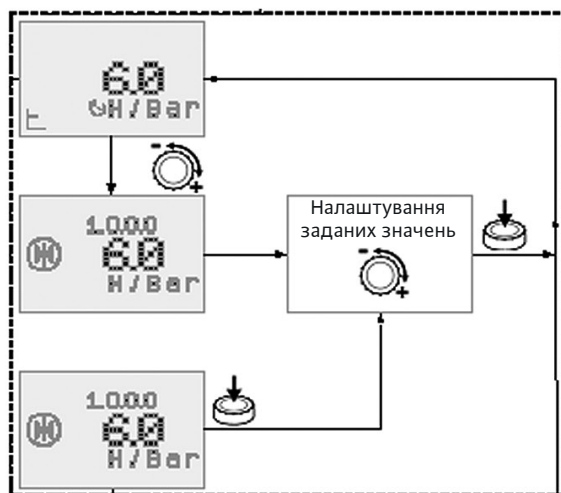 6.0
H/Bar
1.0.0.0
6.0
H/Bar
Налаштування
заданих значень
- +
- +
1.0.0.0
6.0
H/Bar